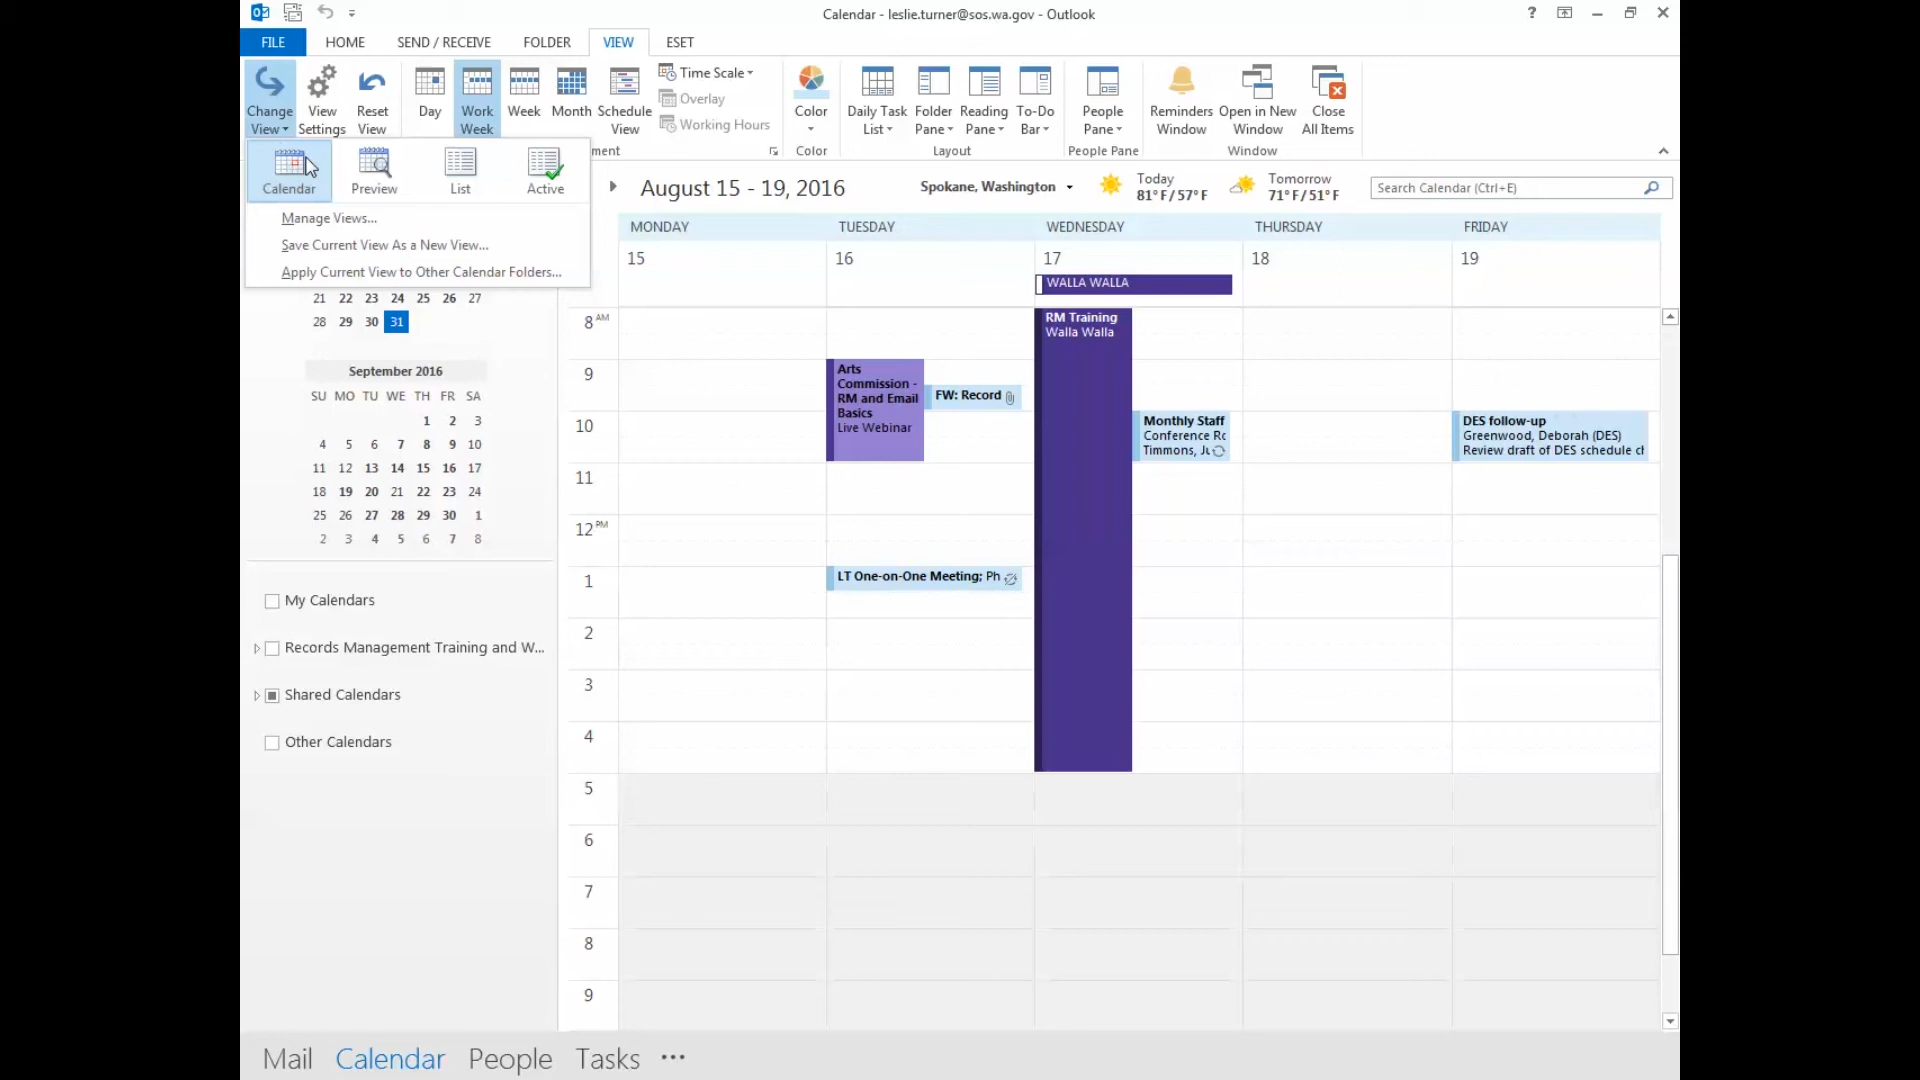 Calendar - leslie.turner@sos.wa.gov - Outlook
?
FILE HOME SEND / RECEIVE FOLDER VIEW ESET
Change View
View Settings
Reset View
Day
Work Week
Week
Month
Schedule View
Time Scale
Overlay
Working Hours
Color
Daily Task List
Folder Pane
Reading Pane
To-Do Bar
People Pane
Reminders Window
Open in New Window
Close All Items
ment
Color
Layout
People Pane
Window
Calendar
Preview
List
Active
Manage Views...
Save Current View As a New View...
Apply Current View to Other Calendar Folders...
August 15 - 19, 2016
Spokane, Washington
Today
81°F/57°F
Tomorrow
71°F/51°F
Search Calendar (Ctrl+E)
21 22 23 24 25 26 27
28 29 30 31
September 2016
SU MO TU WE TH FR SA
1 2 3
4 5 6 7 8 9 10
11 12 13 14 15 16 17
18 19 20 21 22 23 24
25 26 27 28 29 30 1
2 3 4 5 6 7 8
My Calendars
Records Management Training and W...
Shared Calendars
Other Calendars
MONDAY TUESDAY WEDNESDAY THURSDAY FRIDAY
15 16 17 18 19
WALLA WALLA
8 AM
9
10
11
12 PM
1
2
3
4
5
6
7
8
9
Arts
Commission -
RM and Email
Basics
Live Webinar
FW: Record
LT One-on-One Meeting; Ph
RM Training
Walla Walla
Monthly Staff
Conference Rc
Timmons, Ju
DES follow-up
Greenwood, Deborah (DES)
Review draft of DES schedule cl
Mail Calendar People Tasks ...